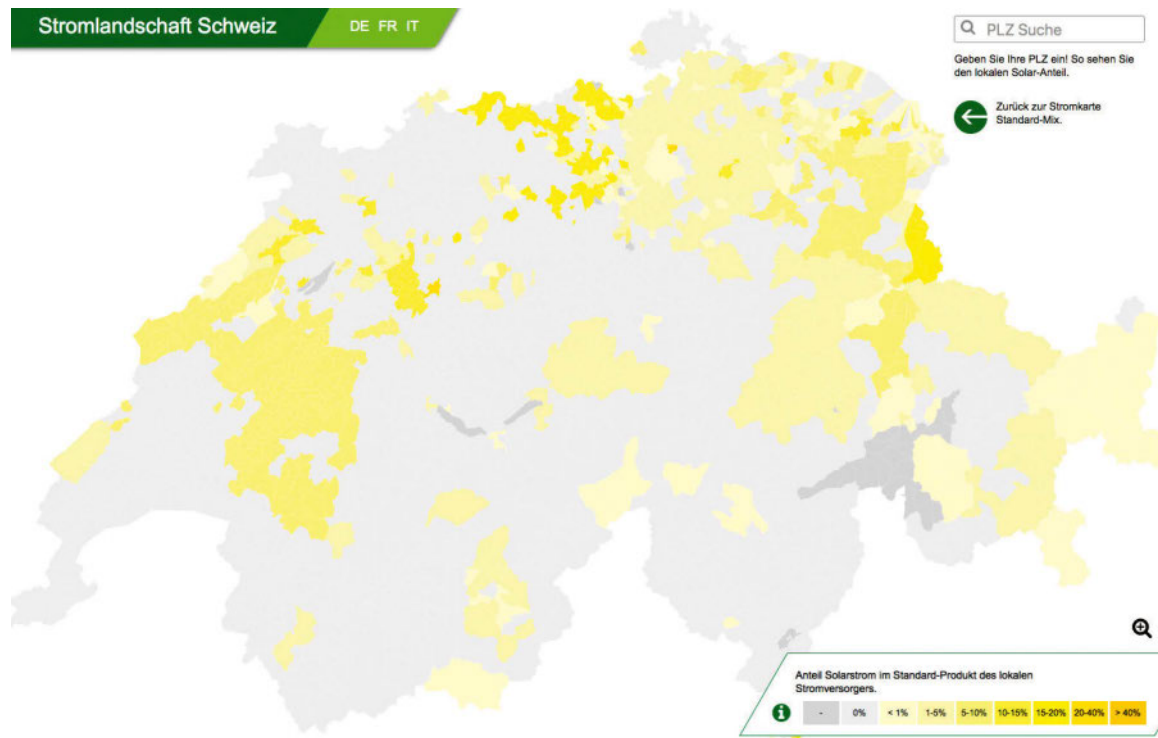 Stromlandschaft Schweiz
DE FR IT
PLZ Suche
Geben Sie Ihre PLZ ein! So sehen Sie
den lokalen Solar-Anteil.
Zurück zur Stromkarte
Standard-Mix.
Anteil Solarstrom im Standard-Produkt des lokalen
Stromversorgers.
- 0% < 1% 1-5% 5-10% 10-15% 15-20% 20-40% > 40%